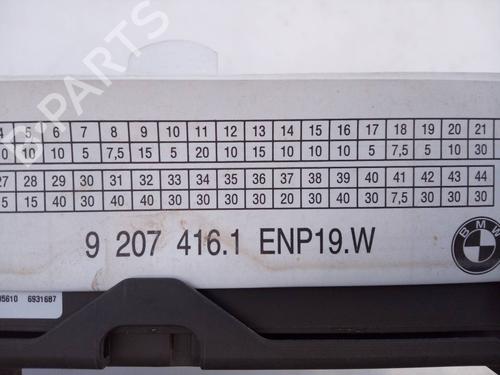 B-PARTS
4 5 6 7 8 9 10 11 12 13 14 15 16 17 18 19 20 21
0 10 10 5 7,5 15 5 20 10 15 10 10 10 5 7,5 5 10 30
27 28 29 30 31 32 33 34 35 36 37 38 39 40 41 42 43 44
5 15 40 30 30 40 30 30 30 30 20 30 40 30 7,5 30 30 30
9 207 416.1 ENP19.W
BMW
05610 6931687